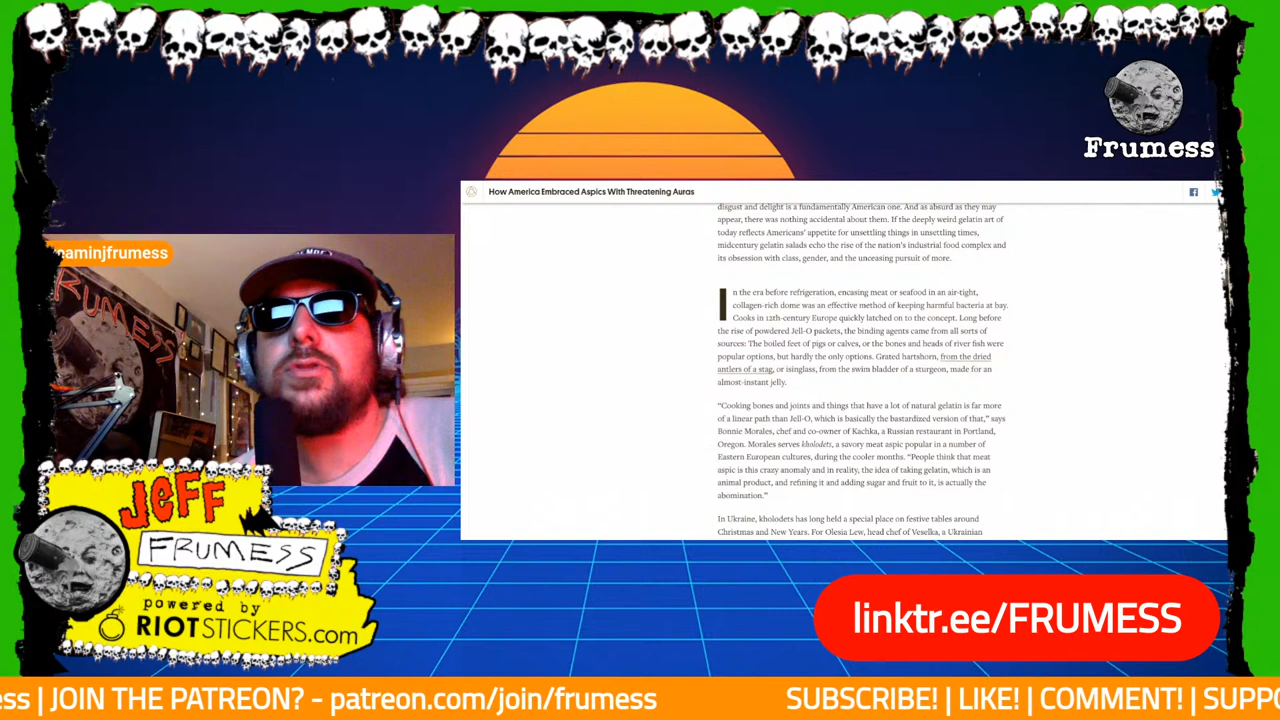 Frumess
How America Embraced Aspics With Threatening Auras
disgust and delight is a fundamentally American one. And as absurd as they may
appear, there was nothing accidental about them. If the deeply weird gelatin art of
today reflects Americans' appetite for unsettling things in unsettling times,
midcentury gelatin salads echo the rise of the nation's industrial food complex and
its obsession with class, gender, and the unceasing pursuit of more.
In the era before refrigeration, encasing meat or seafood in an air-tight,
collagen-rich dome was an effective method of keeping harmful bacteria at bay.
Cooks in 12th-century Europe quickly latched on to the concept. Long before
the rise of powdered Jell-O packets, the binding agents came from all sorts of
sources: The boiled feet of pigs or calves, or the bones and heads of river fish were
popular options, but hardly the only options. Grated hartshorn, from the dried
antlers of a stag, or isinglass, from the swim bladder of a sturgeon, made for an
almost-instant jelly.
“Cooking bones and joints and things that have a lot of natural gelatin is far more
of a linear path than Jell-O, which is basically the bastardized version of that,” says
Bonnie Morales, chef and co-owner of Kachka, a Russian restaurant in Portland,
Oregon. Morales serves kholodets, a savory meat aspic popular in a number of
Eastern European cultures, during the cooler months. “People think that meat
aspic is this crazy anomaly and in reality, the idea of taking gelatin, which is an
animal product, and refining it and adding sugar and fruit to it, is actually the
abomination.”
In Ukraine, kholodets has long held a special place on festive tables around
Christmas and New Years. For Olesia Lew, head chef of Veselka, a Ukrainian
eaminjfrumess
FRUMESS
JEFF
FRUMESS
powered by
RIOTSTICKERS.com
linktr.ee/FRUMESS
ess | JOIN THE PATREON? - patreon.com/join/frumess
SUBSCRIBE! | LIKE! | COMMENT! | SUPPO